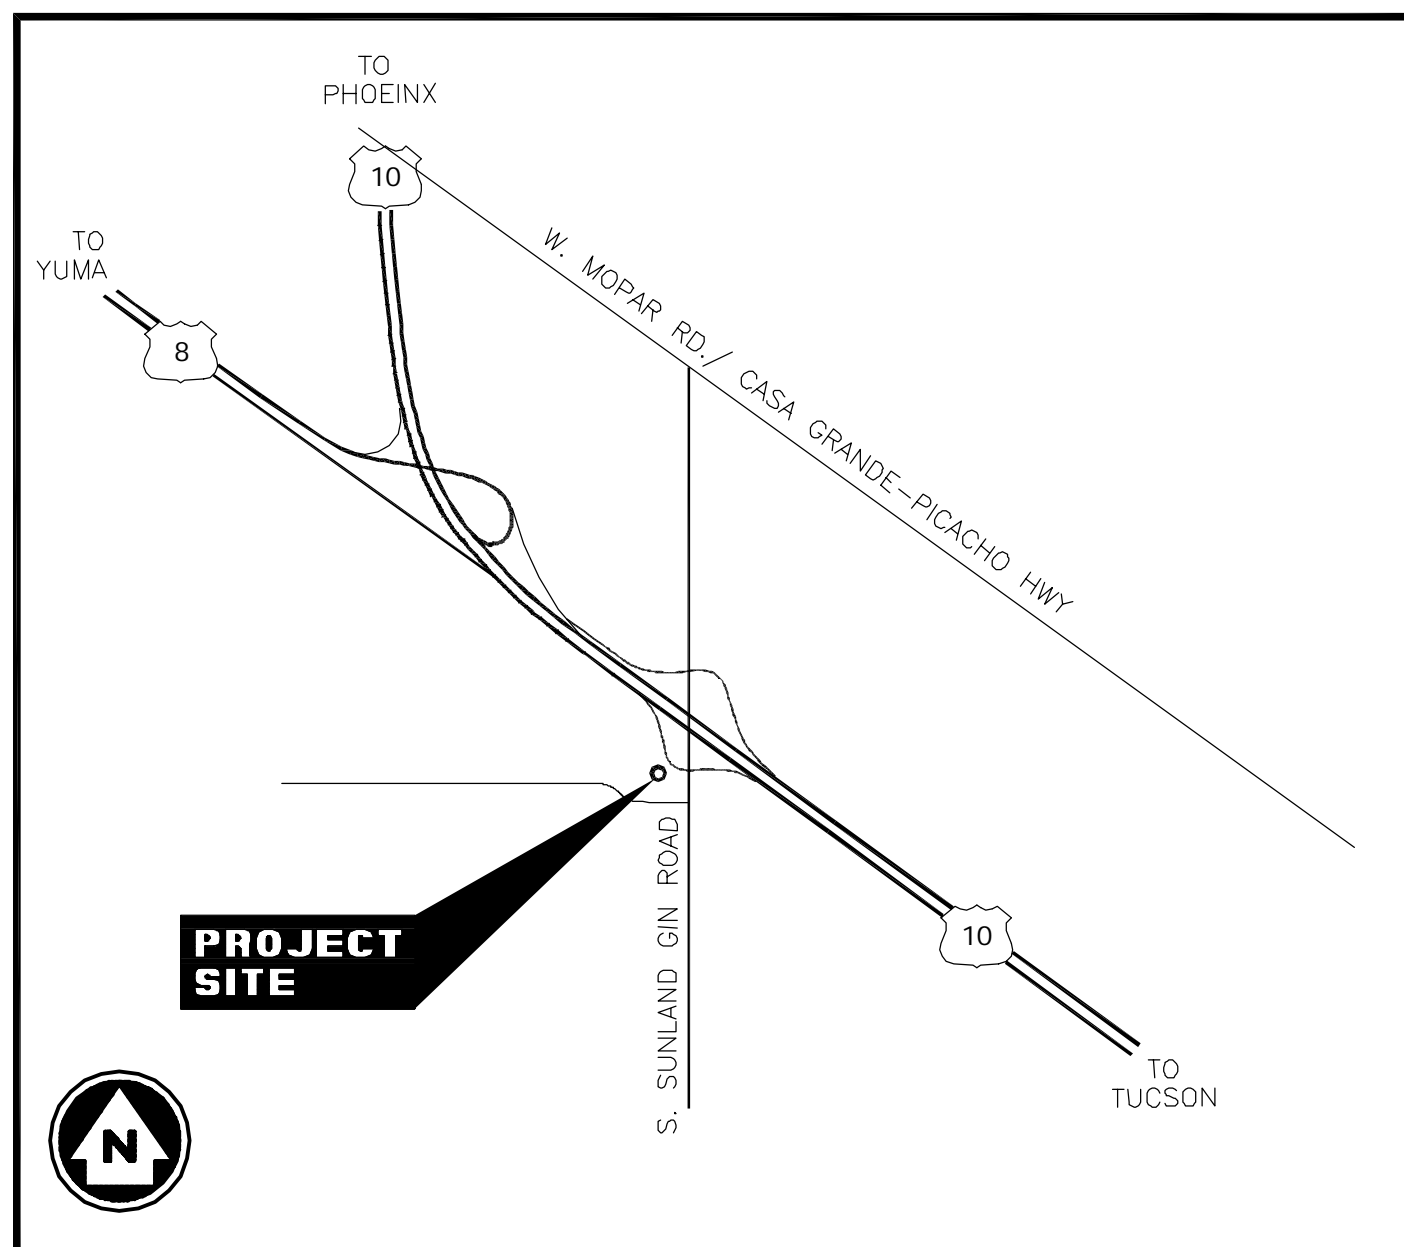 TO
PHOEINX
10
TO
YUMA
8
W. MOPAR RD./ CASA GRANDE-PICACHO HWY
S. SUNLAND GIN ROAD
PROJECT
SITE
10
TO
TUCSON
N